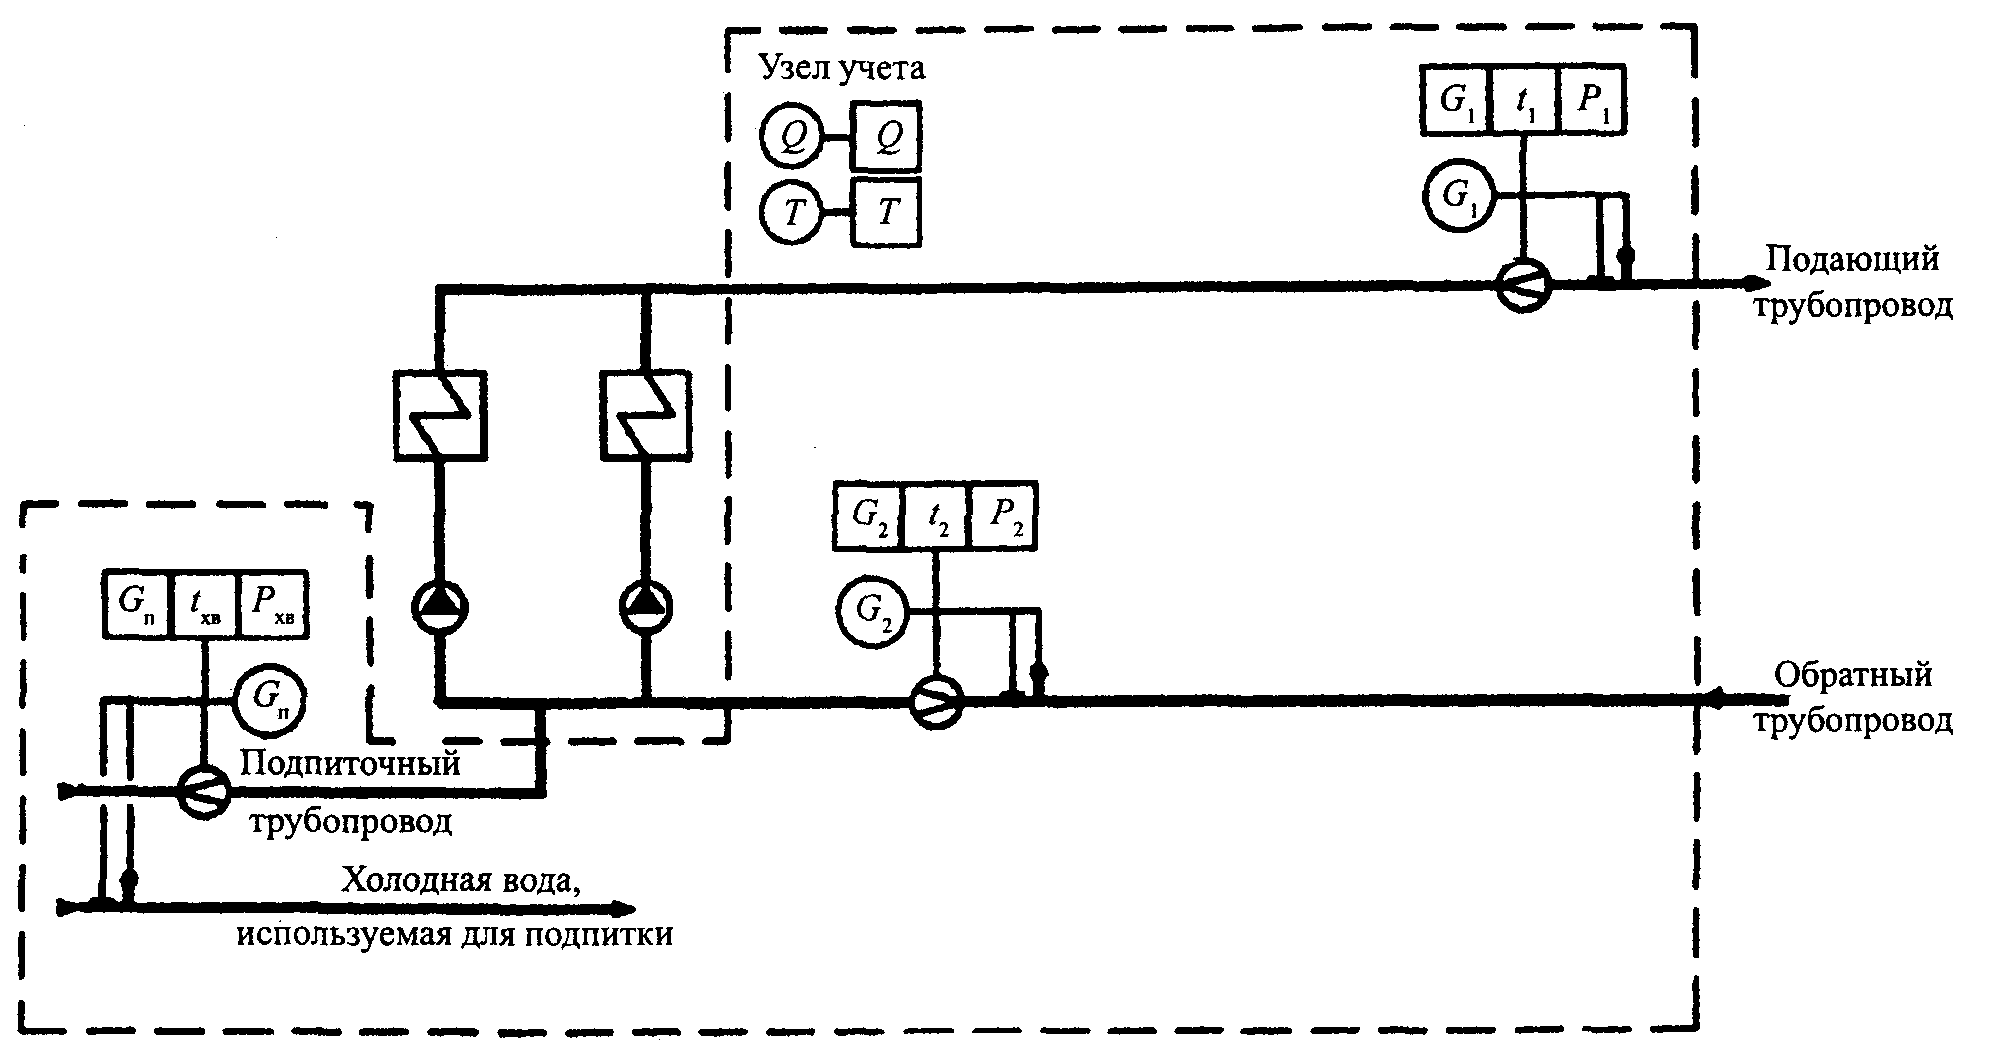 Узел учета
Q Q
T T
G₁ t₁ P₁
G₁
Подающий
трубопровод
G₂ t₂ P₂
G₂
Обратный
трубопровод
Gп tхв Pхв
Gп
Подпиточный
трубопровод
Холодная вода,
используемая для подпитки